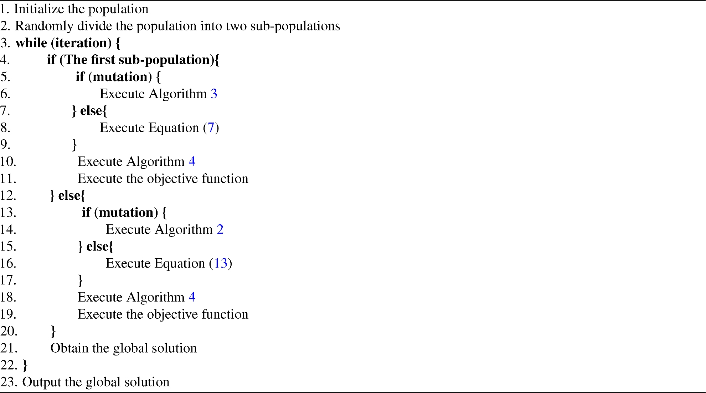 1. Initialize the population
2. Randomly divide the population into two sub-populations
3. while (iteration) {
4. if (The first sub-population){
5. if (mutation) {
6. Execute Algorithm 3
7. } else{
8. Execute Equation (7)
9. }
10. Execute Algorithm 4
11. Execute the objective function
12. } else{
13. if (mutation) {
14. Execute Algorithm 2
15. } else{
16. Execute Equation (13)
17. }
18. Execute Algorithm 4
19. Execute the objective function
20. }
21. Obtain the global solution
22. }
23. Output the global solution